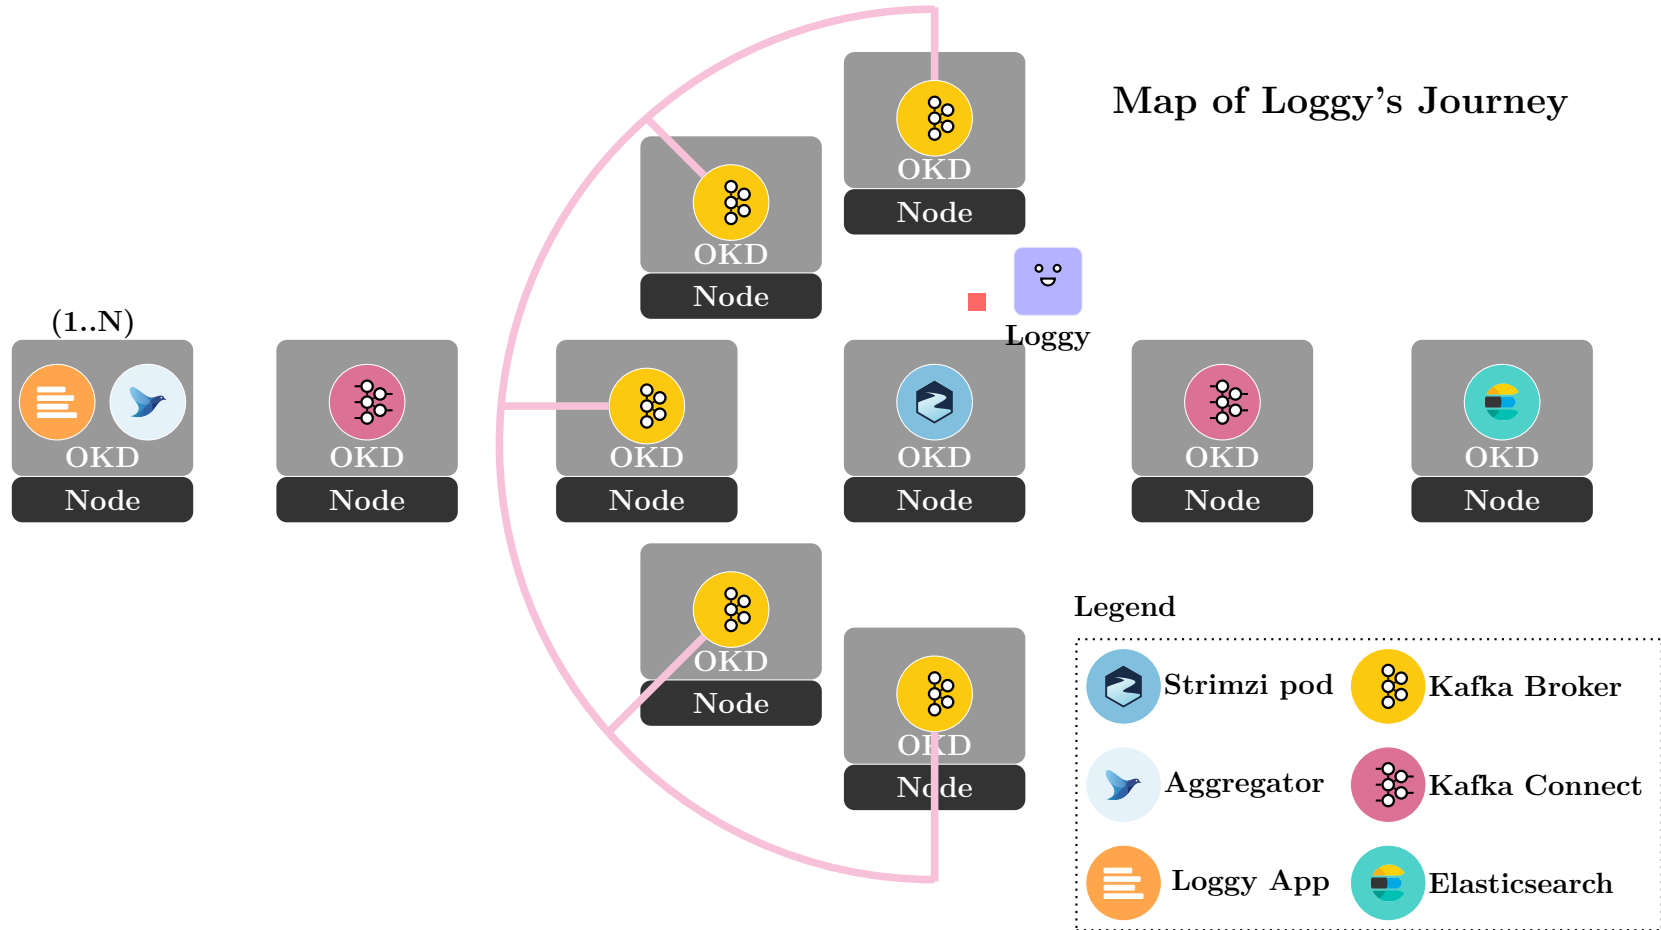 Map of Loggy's Journey
OKD
Node
OKD
Node
Loggy
(1..N)
OKD
Node
OKD
Node
OKD
Node
OKD
Node
OKD
Node
OKD
Node
OKD
Node
OKD
Node
Legend
Strimzi pod
Kafka Broker
Aggregator
Kafka Connect
Loggy App
Elasticsearch